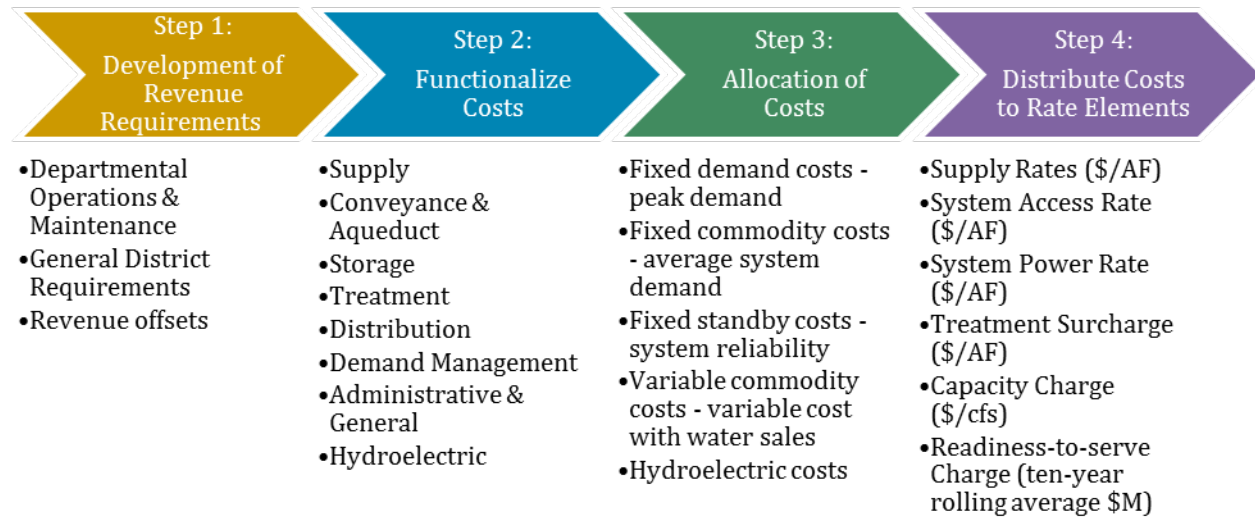 Step 1:
Development of
Revenue
Requirements
•Departmental
Operations &
Maintenance
•General District
Requirements
•Revenue offsets
Step 2:
Functionalize
Costs
•Supply
•Conveyance &
Aqueduct
•Storage
•Treatment
•Distribution
•Demand Management
•Administrative &
General
•Hydroelectric
Step 3:
Allocation of
Costs
•Fixed demand costs -
peak demand
•Fixed commodity costs
- average system
demand
•Fixed standby costs -
system reliability
•Variable commodity
costs - variable cost
with water sales
•Hydroelectric costs
Step 4:
Distribute Costs
to Rate Elements
•Supply Rates ($/AF)
•System Access Rate
($/AF)
•System Power Rate
($/AF)
•Treatment Surcharge
($/AF)
•Capacity Charge
($/cfs)
•Readiness-to-serve
Charge (ten-year
rolling average $M)